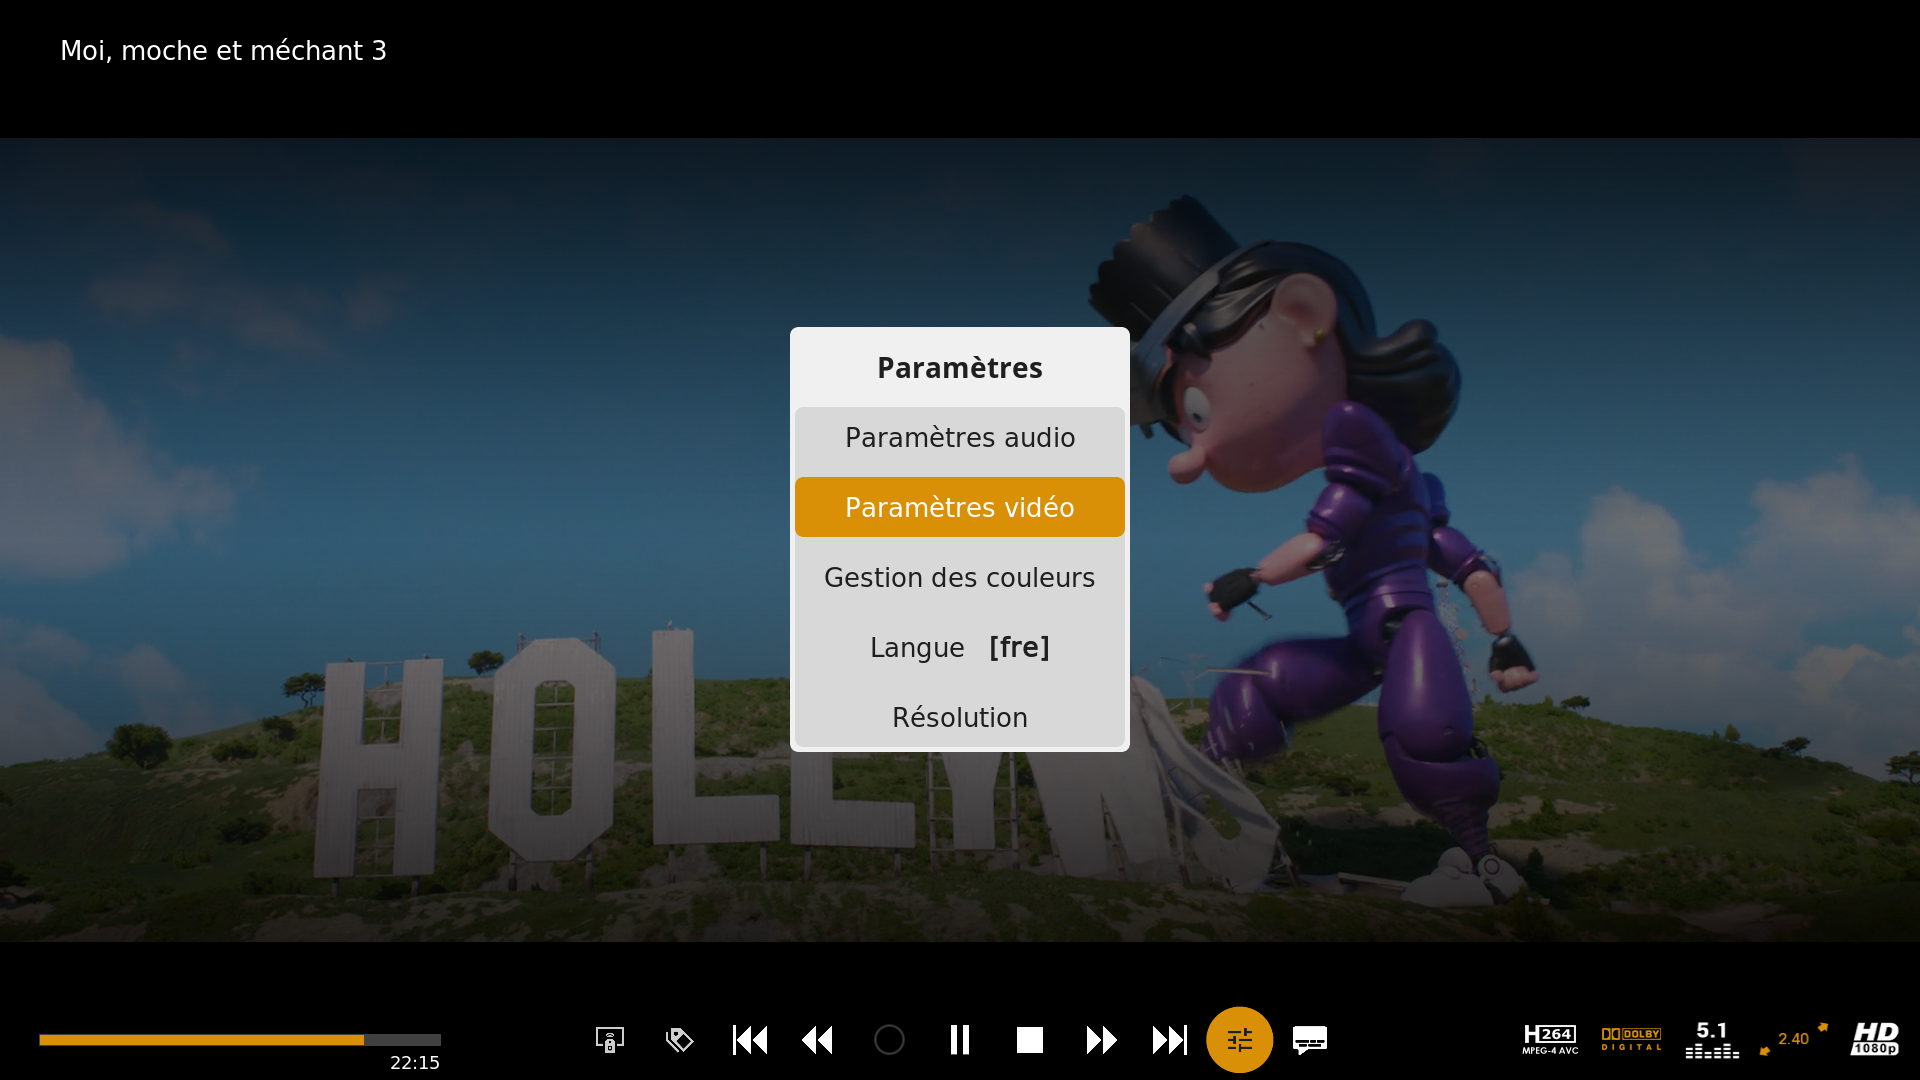 Moi, moche et méchant 3
Paramètres
Paramètres audio
Paramètres vidéo
Gestion des couleurs
Langue [fre]
Résolution
HOLLYW
22:15
H264
MPEG-4 AVC
DOLBY
DIGITAL
5.1
2.40
HD
1080p